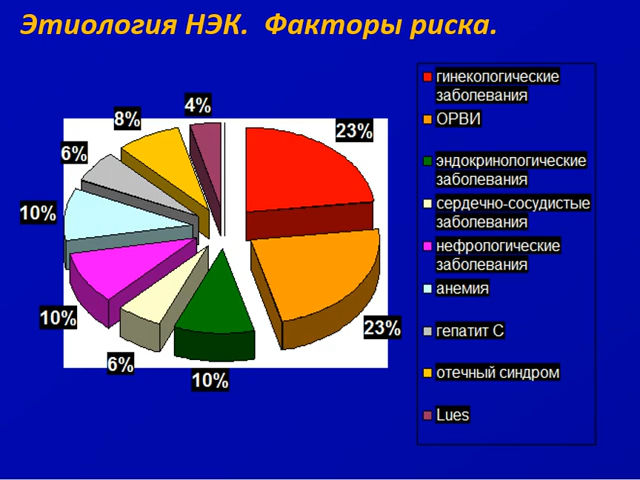 Этиология НЭК. Факторы риска.
4%
8%
23%
6%
10%
10%
23%
6%
10%
гинекологические
заболевания
ОРВИ
эндокринологические
заболевания
сердечно-сосудистые
заболевания
нефрологические
заболевания
анемия
гепатит С
отечный синдром
Lues